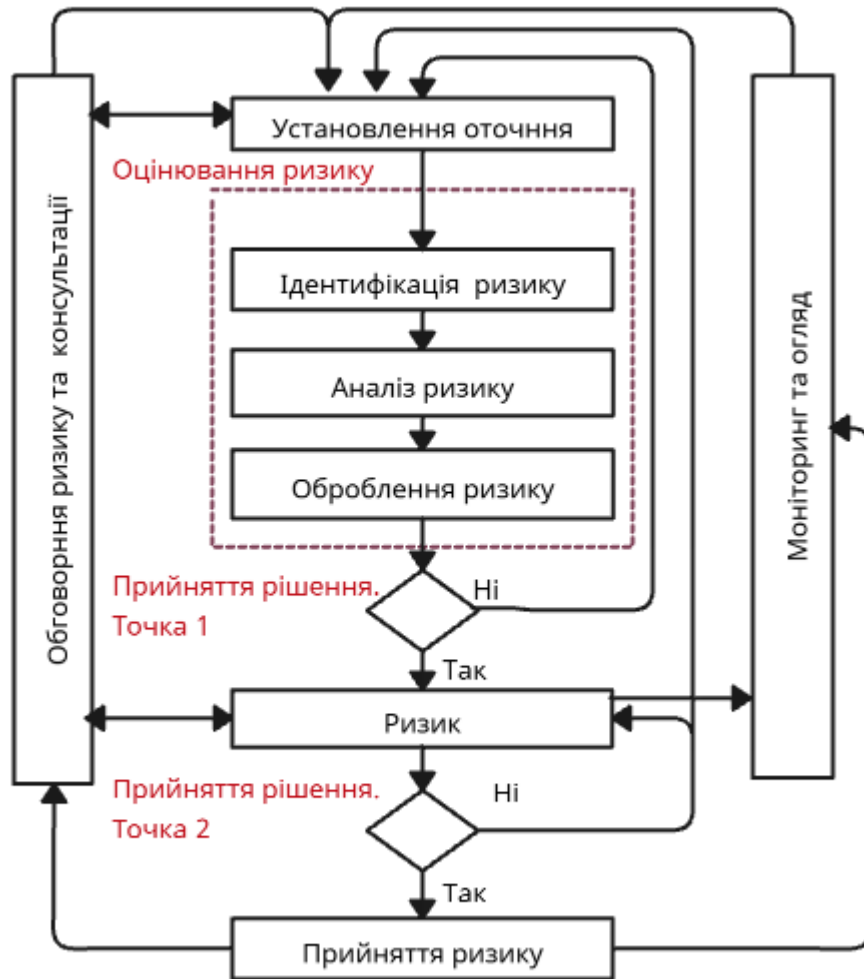 Установлення оточння
Оцінювання ризику
Ідентифікація ризику
Аналіз ризику
Оброблення ризику
Прийняття рішення.
Точка 1
Ні
Так
Ризик
Прийняття рішення.
Точка 2
Ні
Так
Прийняття ризику
Обговорння ризику та консультації
Моніторинг та огляд